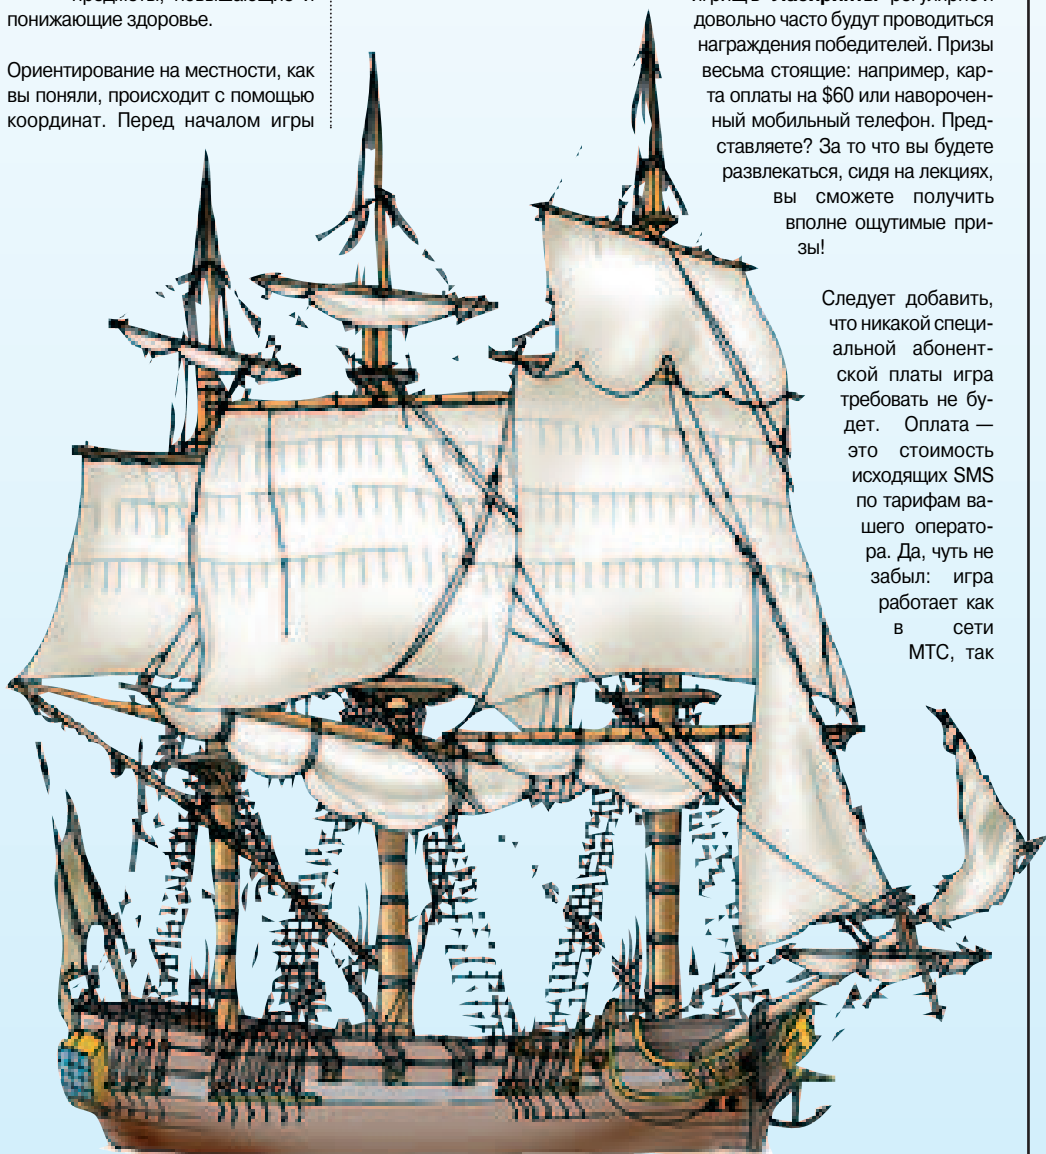 предметы, повышающие и
понижающие здоровье.
Ориентирование на местности, как
вы поняли, происходит с помощью
координат. Перед началом игры
регулярно и
довольно часто будут проводиться
награждения победителей. Призы
весьма стоящие: например, кар-
та оплаты на $60 или наворочен-
ный мобильный телефон. Пред-
ставляете? За то что вы будете
развлекаться, сидя на лекциях,
вы сможете получить
вполне ощутимые при-
зы!
Следует добавить,
что никакой специ-
альной абонент-
ской платы игра
требовать не бу-
дет. Оплата —
это стоимость
исходящих SMS
по тарифам ва-
шего операто-
ра. Да, чуть не
забыл: игра
работает как
в сети
МТС, так